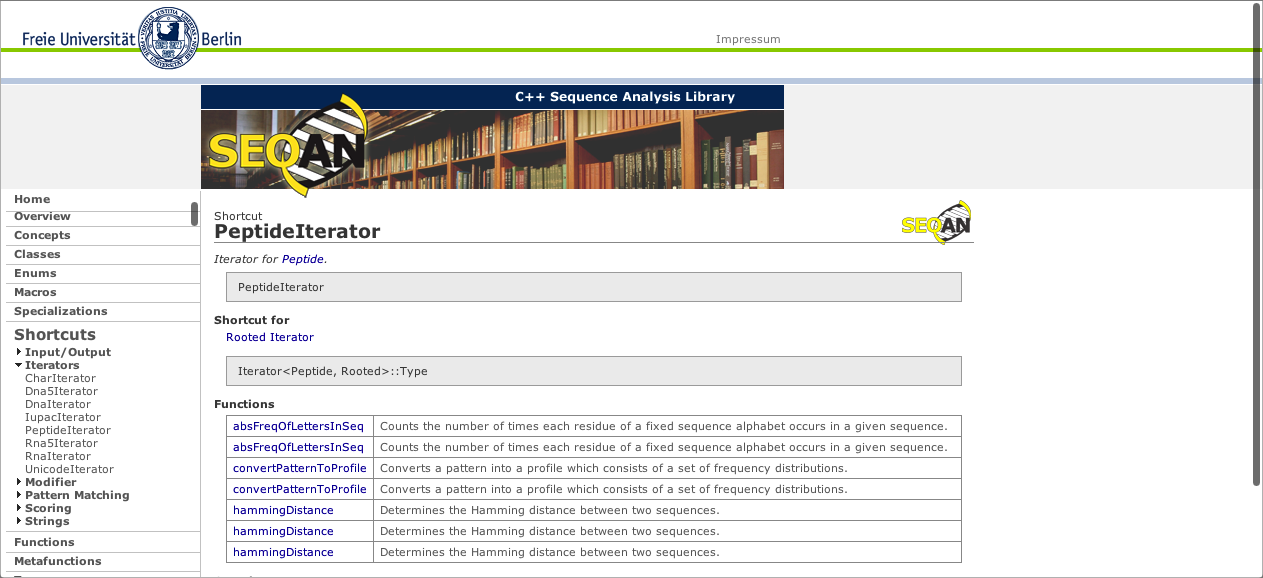 Freie Universität Berlin
Impressum
C++ Sequence Analysis Library
SEQAN
Home
Overview
Concepts
Classes
Enums
Macros
Specializations
Shortcuts
Input/Output
Iterators
CharIterator
Dna5Iterator
DnaIterator
IupacIterator
PeptideIterator
Rna5Iterator
RnaIterator
UnicodeIterator
Modifier
Pattern Matching
Scoring
Strings
Functions
Metafunctions
Shortcut
PeptideIterator
SEQAN
Iterator for Peptide.
PeptideIterator
Shortcut for
Rooted Iterator
Iterator<Peptide, Rooted>::Type
Functions
absFreqOfLettersInSeq Counts the number of times each residue of a fixed sequence alphabet occurs in a given sequence.
absFreqOfLettersInSeq Counts the number of times each residue of a fixed sequence alphabet occurs in a given sequence.
convertPatternToProfile Converts a pattern into a profile which consists of a set of frequency distributions.
convertPatternToProfile Converts a pattern into a profile which consists of a set of frequency distributions.
hammingDistance Determines the Hamming distance between two sequences.
hammingDistance Determines the Hamming distance between two sequences.
hammingDistance Determines the Hamming distance between two sequences.